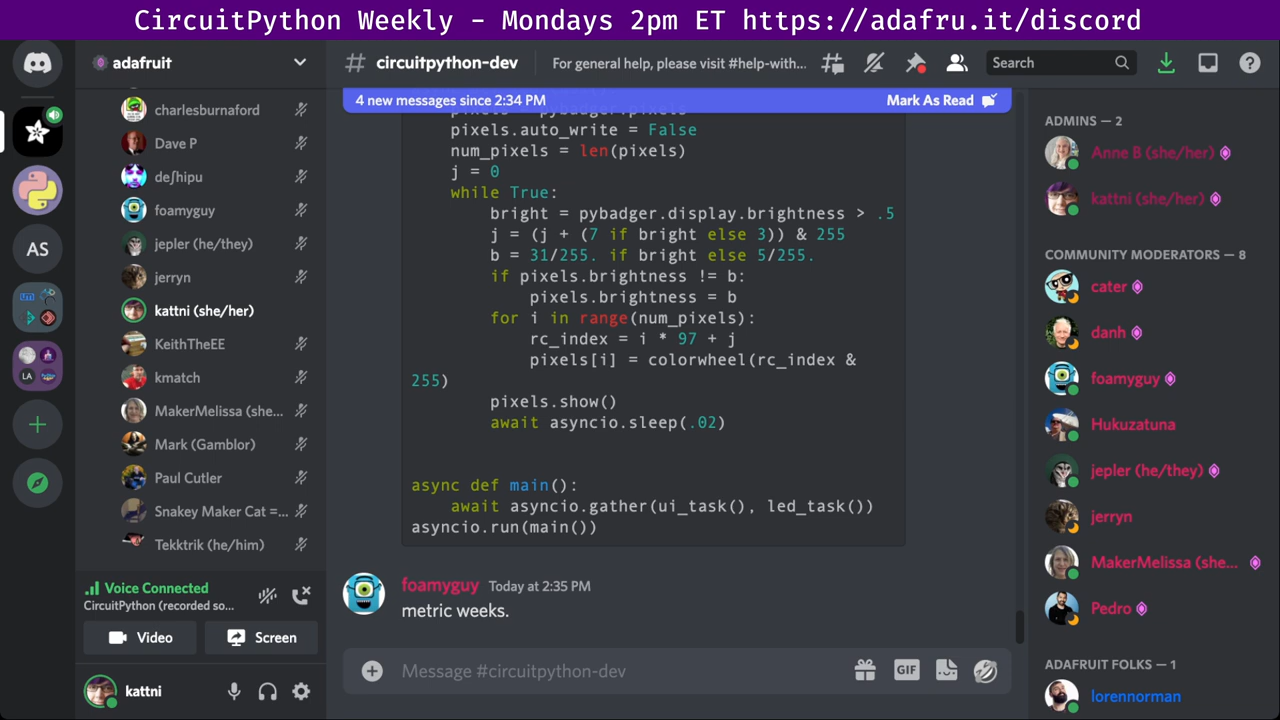 CircuitPython Weekly - Mondays 2pm ET https://adafru.it/discord
adafruit
charlesburnaford
Dave P
de∫hipu
foamyguy
jepler (he/they)
jerryn
kattni (she/her)
KeithTheEE
kmatch
MakerMelissa (she...
Mark (Gamblor)
Paul Cutler
Snakey Maker Cat =...
Tekktrik (he/him)
Voice Connected
CircuitPython (recorded so...
Video
Screen
kattni
AS
LA
# circuitpython-dev
For general help, please visit #help-with...
Search
4 new messages since 2:34 PM
Mark As Read
pixels = pybadger.pixels
pixels.auto_write = False
num_pixels = len(pixels)
j = 0
while True:
bright = pybadger.display.brightness > .5
j = (j + (7 if bright else 3)) & 255
b = 31/255. if bright else 5/255.
if pixels.brightness != b:
pixels.brightness = b
for i in range(num_pixels):
rc_index = i * 97 + j
pixels[i] = colorwheel(rc_index &
255)
pixels.show()
await asyncio.sleep(.02)
async def main():
await asyncio.gather(ui_task(), led_task())
asyncio.run(main())
foamyguy Today at 2:35 PM
metric weeks.
Message #circuitpython-dev
GIF
ADMINS — 2
Anne B (she/her)
kattni (she/her)
COMMUNITY MODERATORS — 8
cater
danh
foamyguy
Hukuzatuna
jepler (he/they)
jerryn
MakerMelissa (she...
Pedro
ADAFRUIT FOLKS — 1
lorennorman